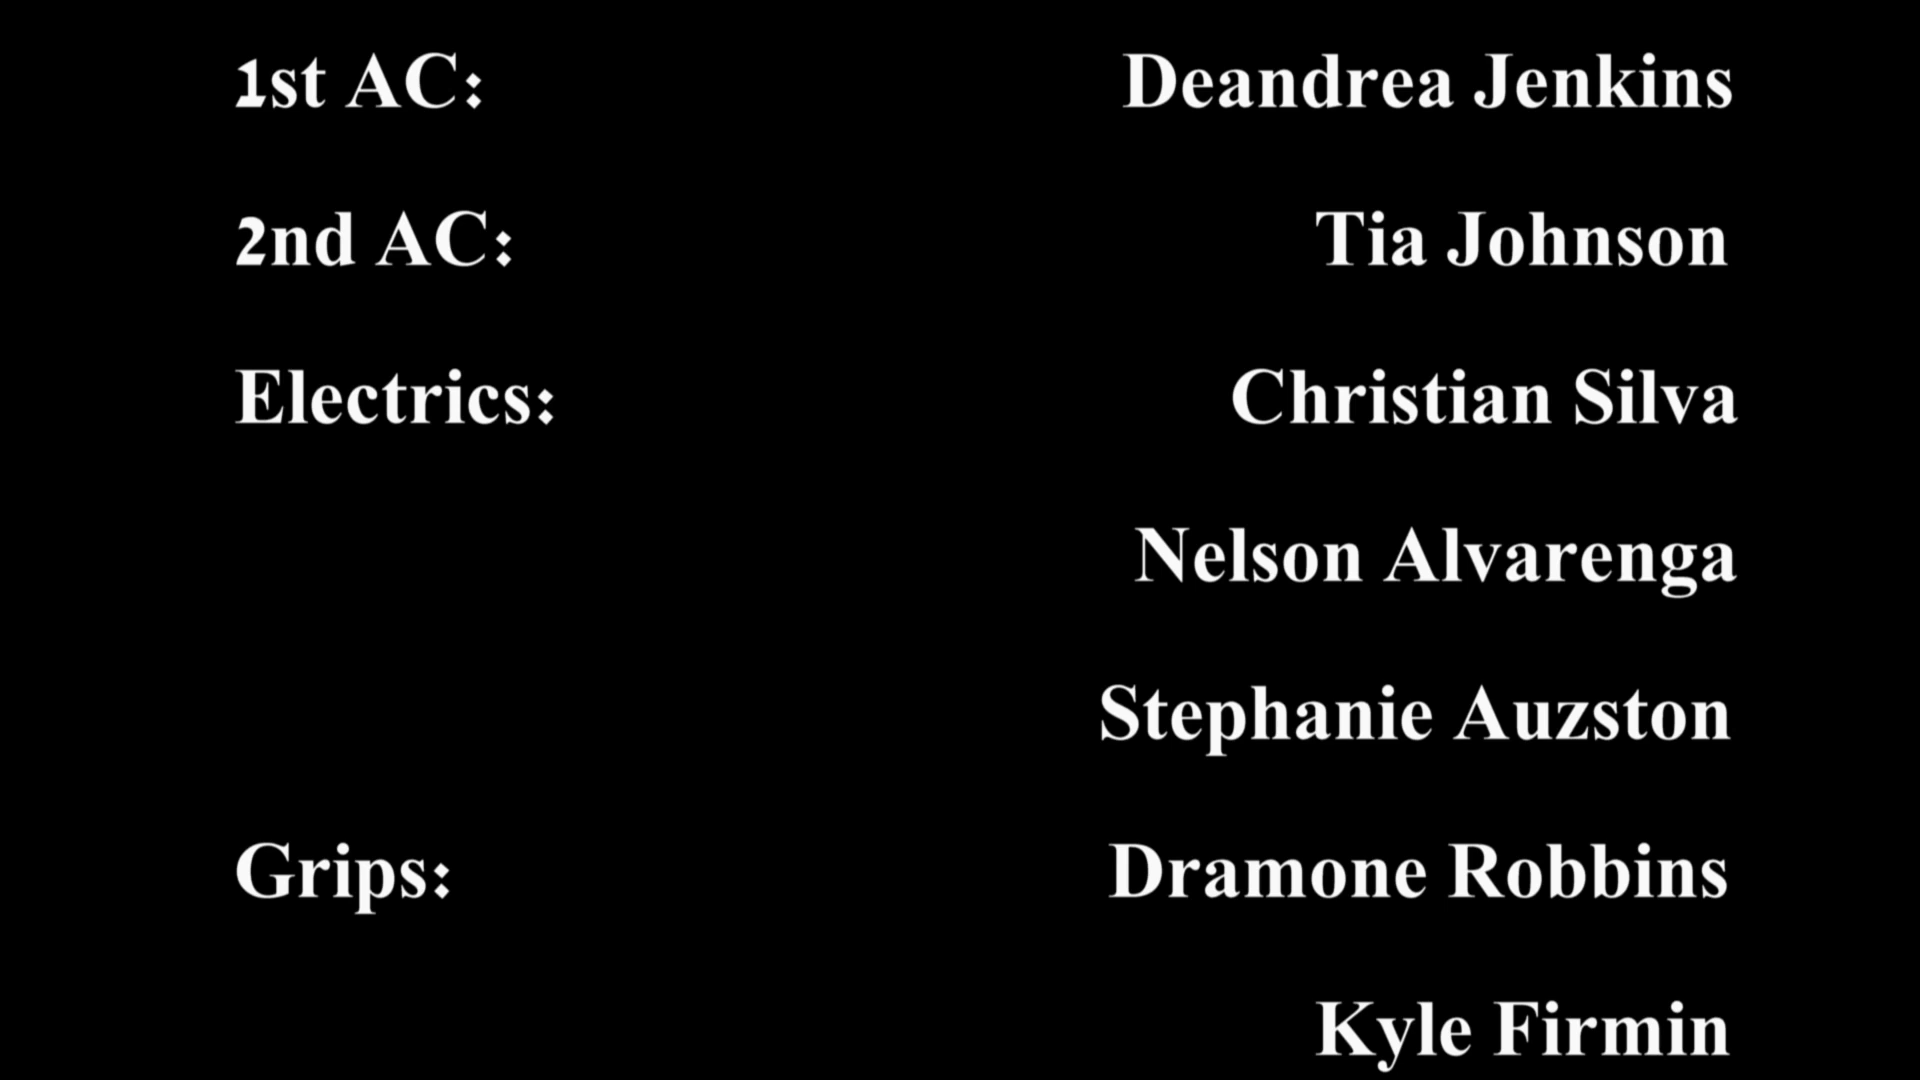 1st AC: Deandrea Jenkins
2nd AC: Tia Johnson
Electrics: Christian Silva
Nelson Alvarenga
Stephanie Auzston
Grips: Dramone Robbins
Kyle Firmin